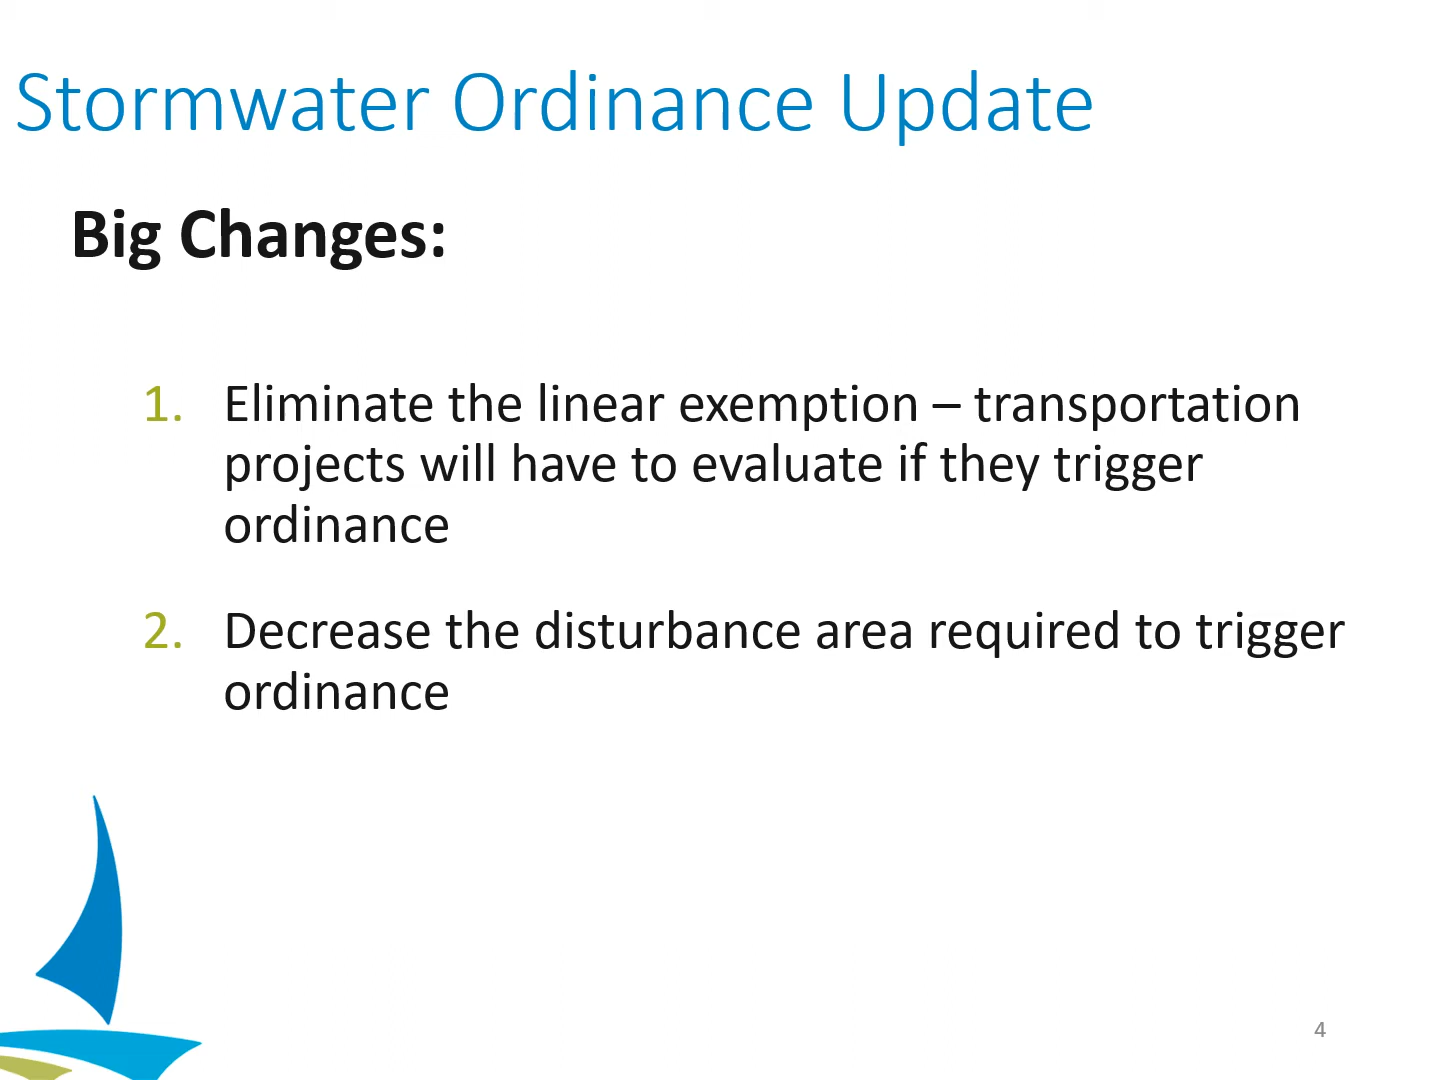 Stormwater Ordinance Update
Big Changes:
1. Eliminate the linear exemption – transportation
projects will have to evaluate if they trigger
ordinance
2. Decrease the disturbance area required to trigger
ordinance
4